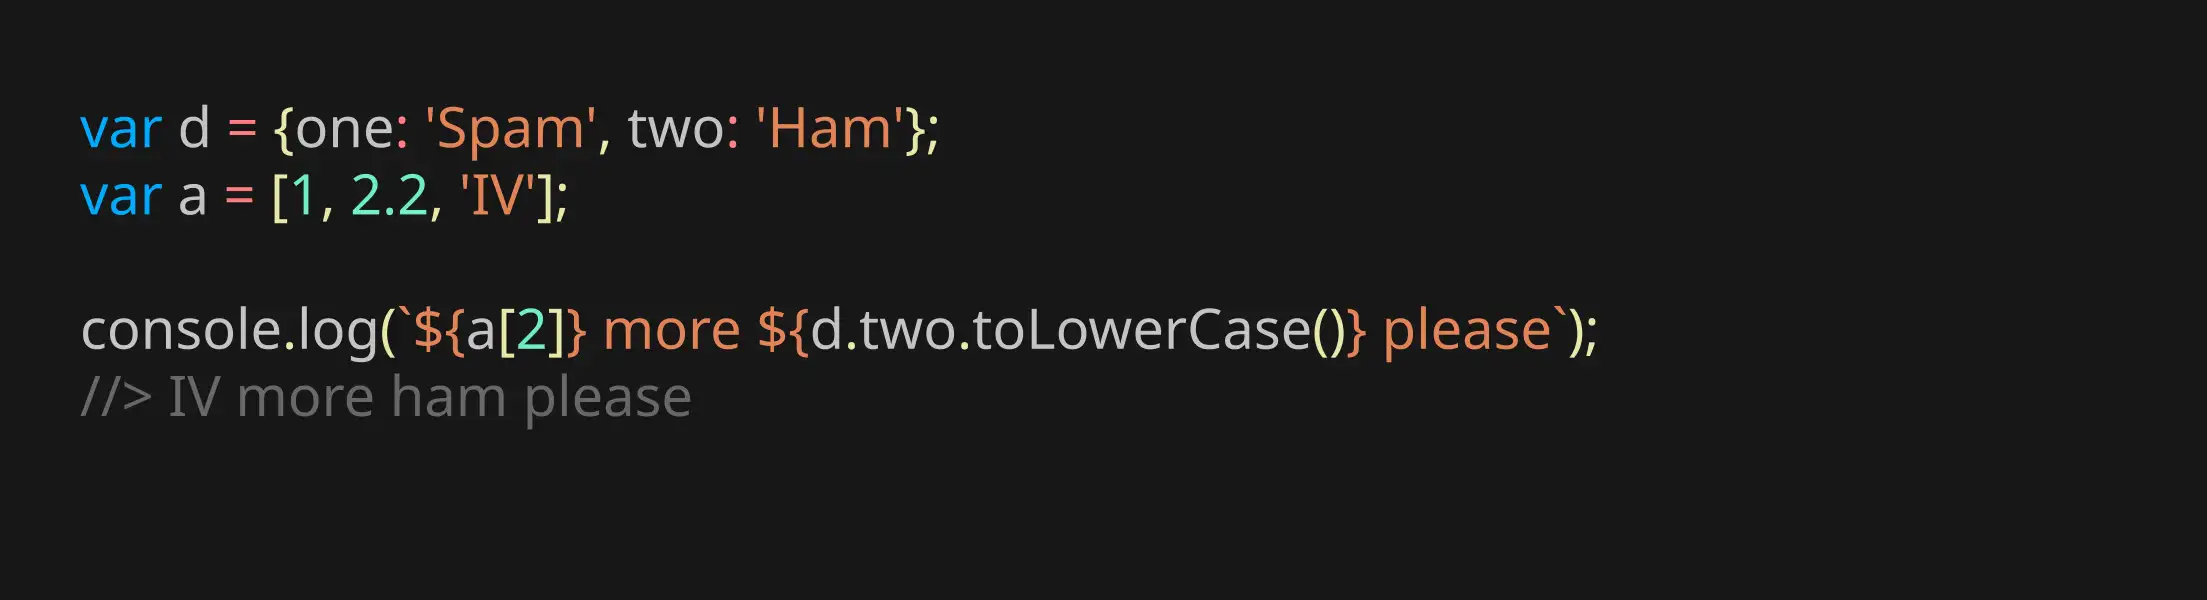 var d = {one: 'Spam', two: 'Ham'};
var a = [1, 2.2, 'IV'];
console.log(`${a[2]} more ${d.two.toLowerCase()} please`);
//> IV more ham please